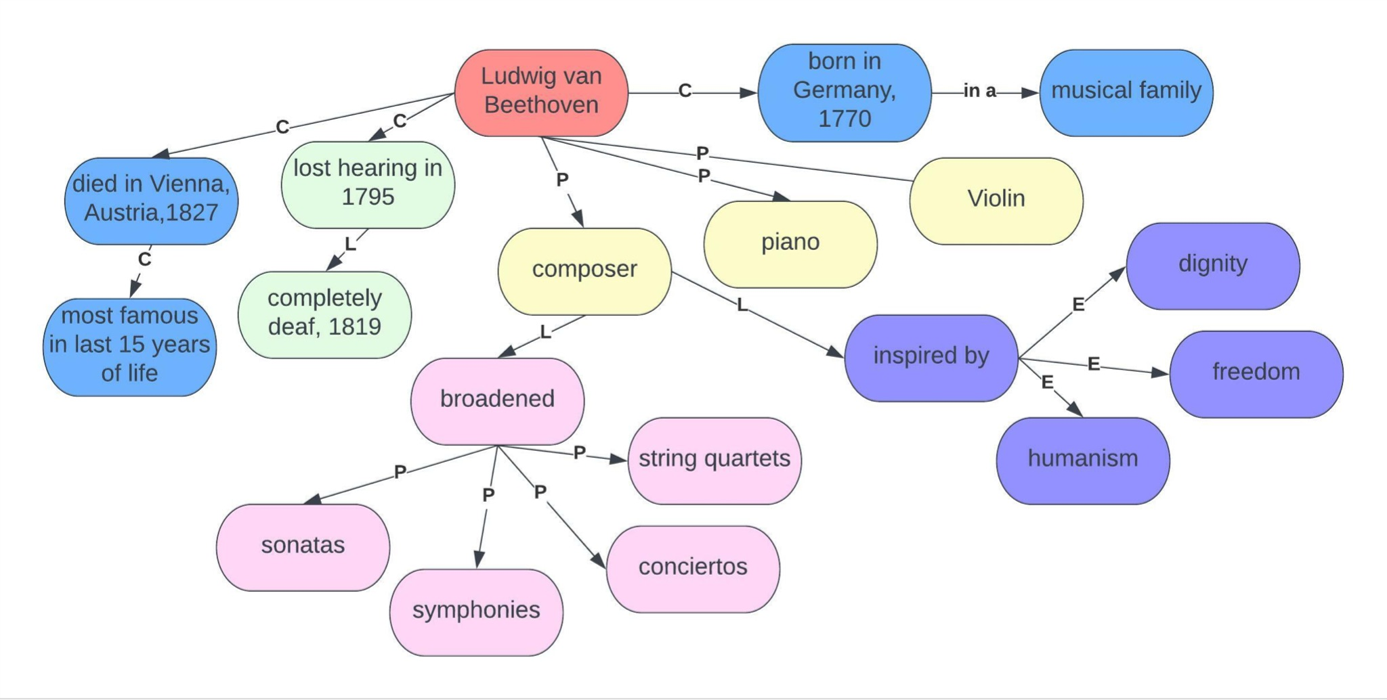 Ludwig van
Beethoven
C
born in
Germany,
1770
in a
musical family
C
C
died in Vienna,
Austria,1827
C
most famous
in last 15 years
of life
lost hearing in
1795
L
completely
deaf, 1819
P
P
P
Violin
piano
composer
L
L
inspired by
E
dignity
E
freedom
E
humanism
broadened
P
P
P
P
string quartets
sonatas
conciertos
symphonies